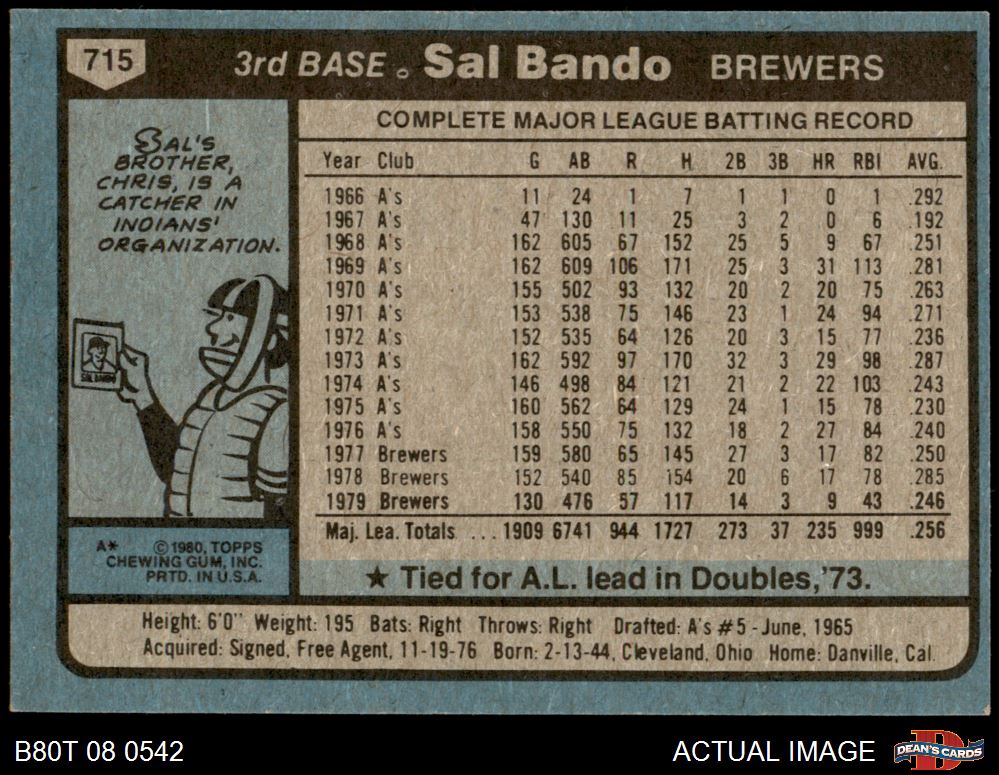 715
3rd BASE . Sal Bando BREWERS
SAL'S
BROTHER,
CHRIS, IS A
CATCHER IN
INDIANS'
ORGANIZATION.
SAL BANDO
A* ©1980, TOPPS
CHEWING GUM, INC.
PRTD. IN U.S.A.
COMPLETE MAJOR LEAGUE BATTING RECORD
Year Club G AB R H 2B 3B HR RBI AVG.
1966 A's 11 24 1 7 1 1 0 1 .292
1967 A's 47 130 11 25 3 2 0 6 .192
1968 A's 162 605 67 152 25 5 9 67 .251
1969 A's 162 609 106 171 25 3 31 113 .281
1970 A's 155 502 93 132 20 2 20 75 .263
1971 A's 153 538 75 146 23 1 24 94 .271
1972 A's 152 535 64 126 20 3 15 77 .236
1973 A's 162 592 97 170 32 3 29 98 .287
1974 A's 146 498 84 121 21 2 22 103 .243
1975 A's 160 562 64 129 24 1 15 78 .230
1976 A's 158 550 75 132 18 2 27 84 .240
1977 Brewers 159 580 65 145 27 3 17 82 .250
1978 Brewers 152 540 85 154 20 6 17 78 .285
1979 Brewers 130 476 57 117 14 3 9 43 .246
Maj. Lea. Totals ... 1909 6741 944 1727 273 37 235 999 .256
★ Tied for A.L. lead in Doubles,'73.
Height: 6'0" Weight: 195 Bats: Right Throws: Right Drafted: A's #5 - June, 1965
Acquired: Signed, Free Agent, 11-19-76 Born: 2-13-44, Cleveland, Ohio Home: Danville, Cal.
B80T 08 0542
ACTUAL IMAGE
D
DEAN'S CARDS